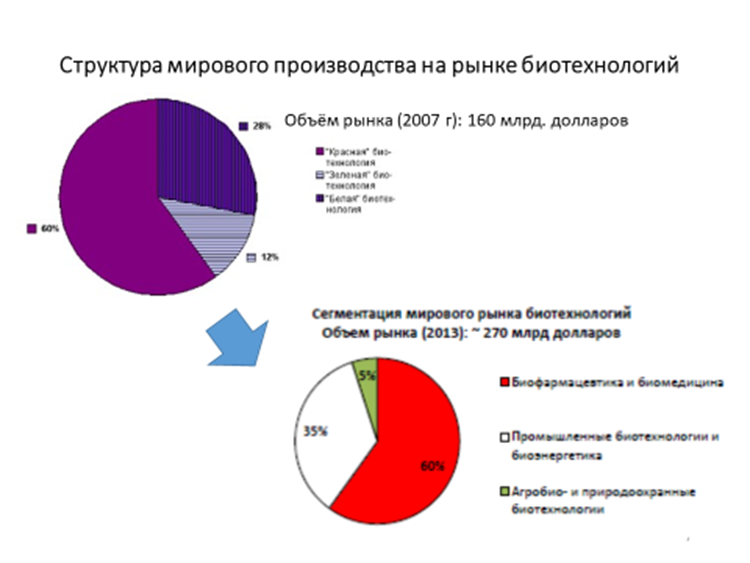 Структура мирового производства на рынке биотехнологий
Объём рынка (2007 г): 160 млрд. долларов
28%
"Красная" био-
технология
"Зеленая" био-
технология
"Белая" биотех-
нология
60%
12%
Сегментация мирового рынка биотехнологий
Объем рынка (2013): ~ 270 млрд долларов
5%
35%
60%
Биофармацевтика и биомедицина
Промышленные биотехнологии и
биоэнергетика
Агробио- и природоохранные
биотехнологии